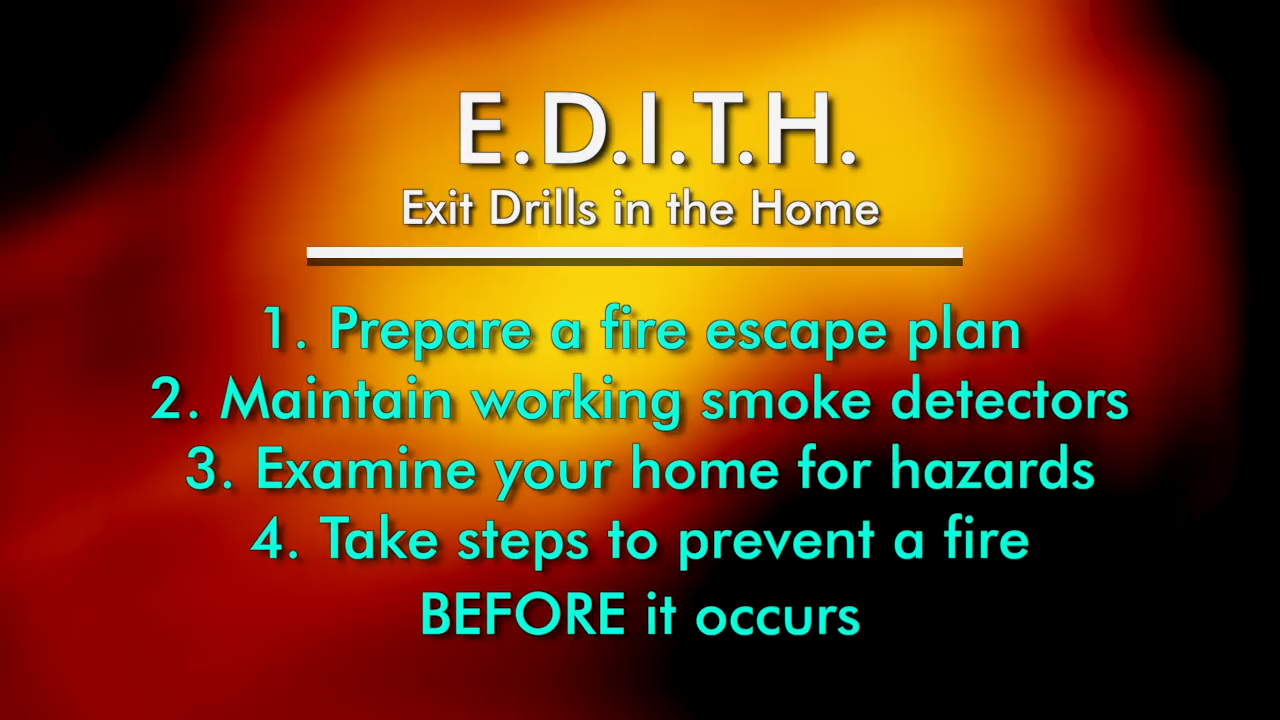 E.D.I.T.H.
Exit Drills in the Home
1. Prepare a fire escape plan
2. Maintain working smoke detectors
3. Examine your home for hazards
4. Take steps to prevent a fire
BEFORE it occurs